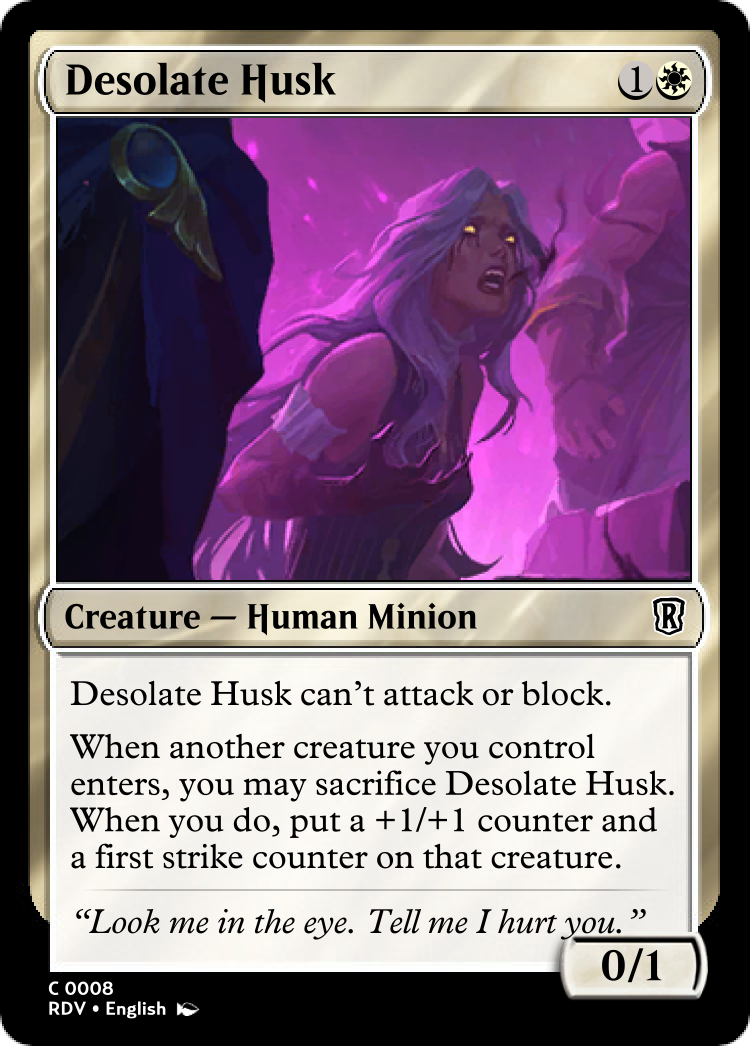 Desolate Husk 1
Creature — Human Minion R
Desolate Husk can't attack or block.
When another creature you control
enters, you may sacrifice Desolate Husk.
When you do, put a +1/+1 counter and
a first strike counter on that creature.
“Look me in the eye. Tell me I hurt you.”
0/1
C 0008
RDV • English